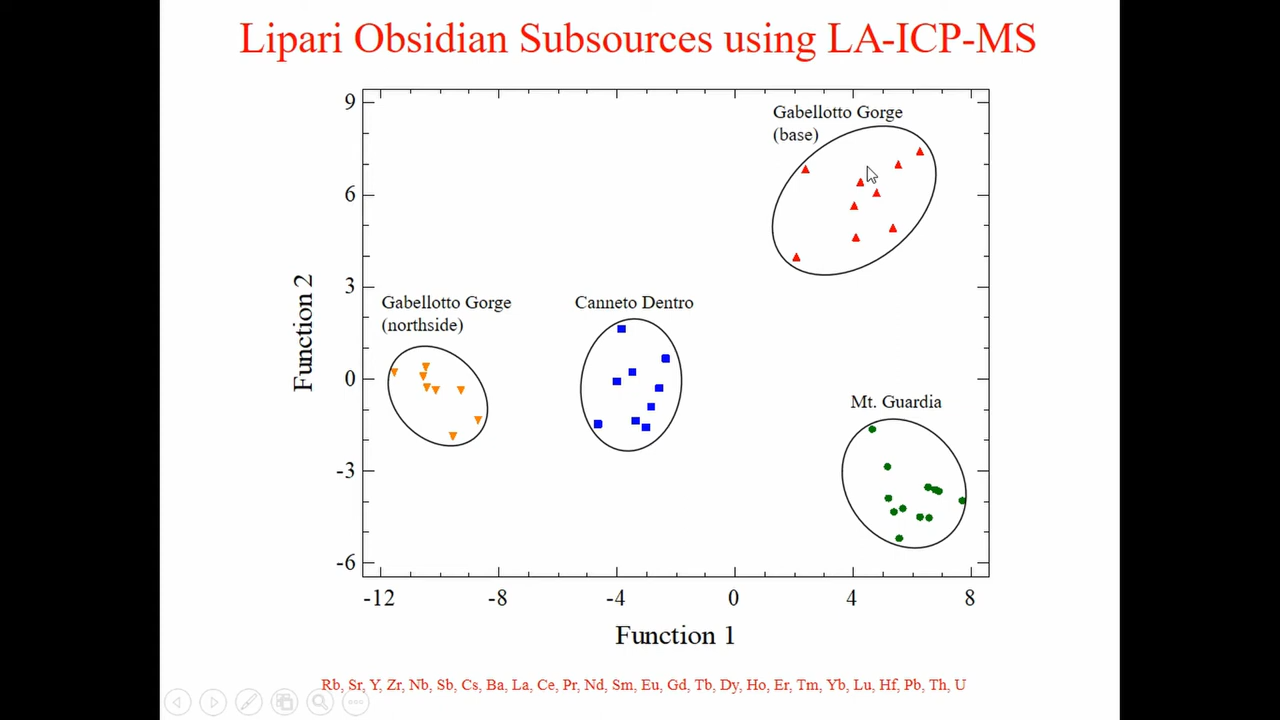 Lipari Obsidian Subsources using LA-ICP-MS
Gabellotto Gorge
(base)
9
6
3
0
-3
-6
Function 2
Gabellotto Gorge
(northside)
Canneto Dentro
Mt. Guardia
-12 -8 -4 0 4 8
Function 1
Rb, Sr, Y, Zr, Nb, Sb, Cs, Ba, La, Ce, Pr, Nd, Sm, Eu, Gd, Tb, Dy, Ho, Er, Tm, Yb, Lu, Hf, Pb, Th, U